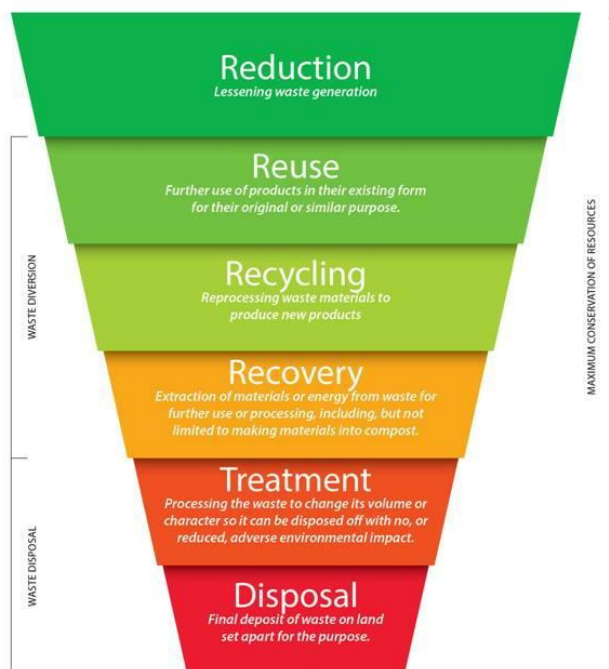 Reduction
Lessening waste generation
Reuse
Further use of products in their existing form
for their original or similar purpose.
Recycling
Reprocessing waste materials to
produce new products
Recovery
Extraction of materials or energy from waste for
further use or processing, including, but not
limited to making materials into compost.
Treatment
Processing the waste to change its volume or
character so it can be disposed off with no, or
reduced, adverse environmental impact.
Disposal
Final deposit of waste on land
set apart for the purpose.
WASTE DIVERSION
WASTE DISPOSAL
MAXIMUM CONSERVATION OF RESOURCES